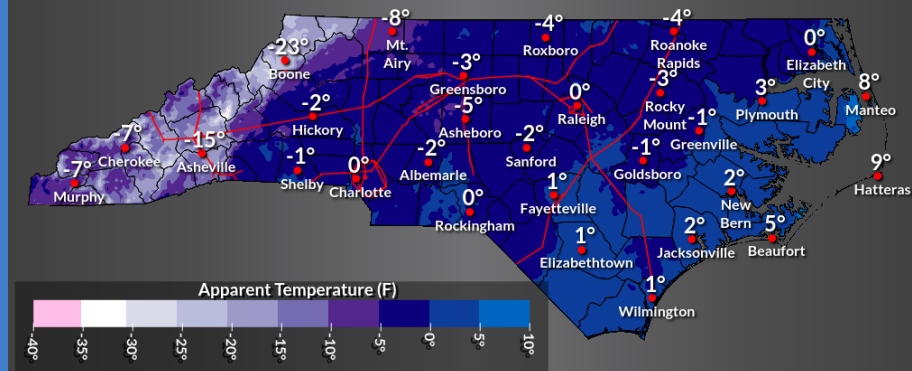 -8°
Mt.
Airy
-4°
Roxboro
-4°
Roanoke
Rapids
0°
Elizabeth
City
-23°
Boone
-3°
Greensboro
-3°
Rocky
Mount
3°
Plymouth
8°
Manteo
-2°
Hickory
-5°
Asheboro
0°
Raleigh
-1°
Greenville
-7°
Cherokee
-15°
Asheville
-2°
Sanford
-1°
Goldsboro
-7°
Murphy
-1°
Shelby
0°
Charlotte
-2°
Albemarle
9°
Hatteras
0°
Rockingham
1°
Fayetteville
2°
New
Bern
1°
Elizabethtown
2°
Jacksonville
5°
Beaufort
1°
Wilmington
Apparent Temperature (F)
-40° -35° -30° -25° -20° -15° -10° -5° 0° 5° 10°